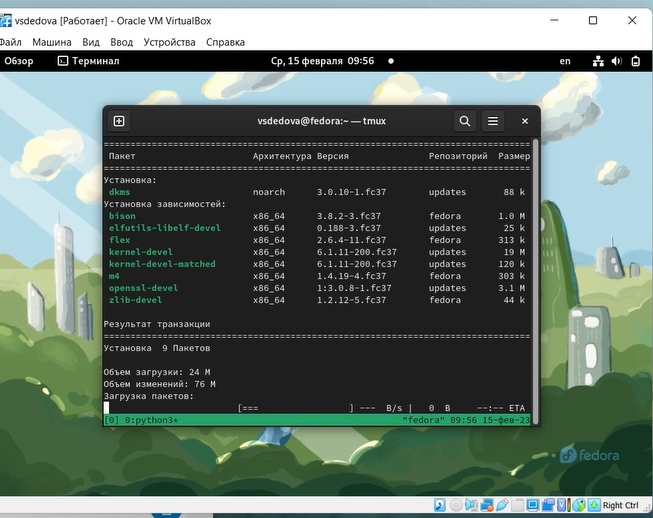 vsdedova [Работает] - Oracle VM VirtualBox
Файл Машина Вид Ввод Устройства Справка
Обзор Терминал Ср, 15 февраля 09:56 en
vsdedova@fedora:~ — tmux
================================================================================
Пакет Архитектура Версия Репозиторий Размер
================================================================================
Установка:
dkms noarch 3.0.10-1.fc37 updates 88 k
Установка зависимостей:
bison x86_64 3.8.2-3.fc37 fedora 1.0 M
elfutils-libelf-devel x86_64 0.188-3.fc37 updates 25 k
flex x86_64 2.6.4-11.fc37 fedora 313 k
kernel-devel x86_64 6.1.11-200.fc37 updates 19 M
kernel-devel-matched x86_64 6.1.11-200.fc37 updates 120 k
m4 x86_64 1.4.19-4.fc37 fedora 303 k
openssl-devel x86_64 1:3.0.8-1.fc37 updates 3.1 M
zlib-devel x86_64 1.2.12-5.fc37 fedora 44 k
Результат транзакции
================================================================================
Установка 9 Пакетов
Объем загрузки: 24 M
Объем изменений: 76 M
Загрузка пакетов:
[=== ] --- B/s | 0 B --:-- ETA
[0] 0:python3* "fedora" 09:56 15-фев-23
fedora
Right Ctrl